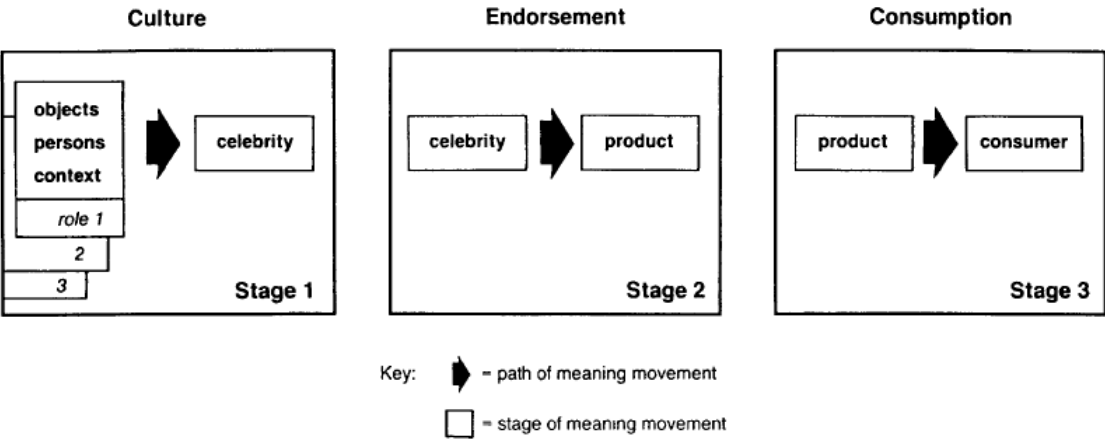 Culture
Endorsement
Consumption
objects
persons
context
role 1
2
3
celebrity
Stage 1
celebrity
product
Stage 2
product
consumer
Stage 3
Key:
= path of meaning movement
= stage of meaning movement